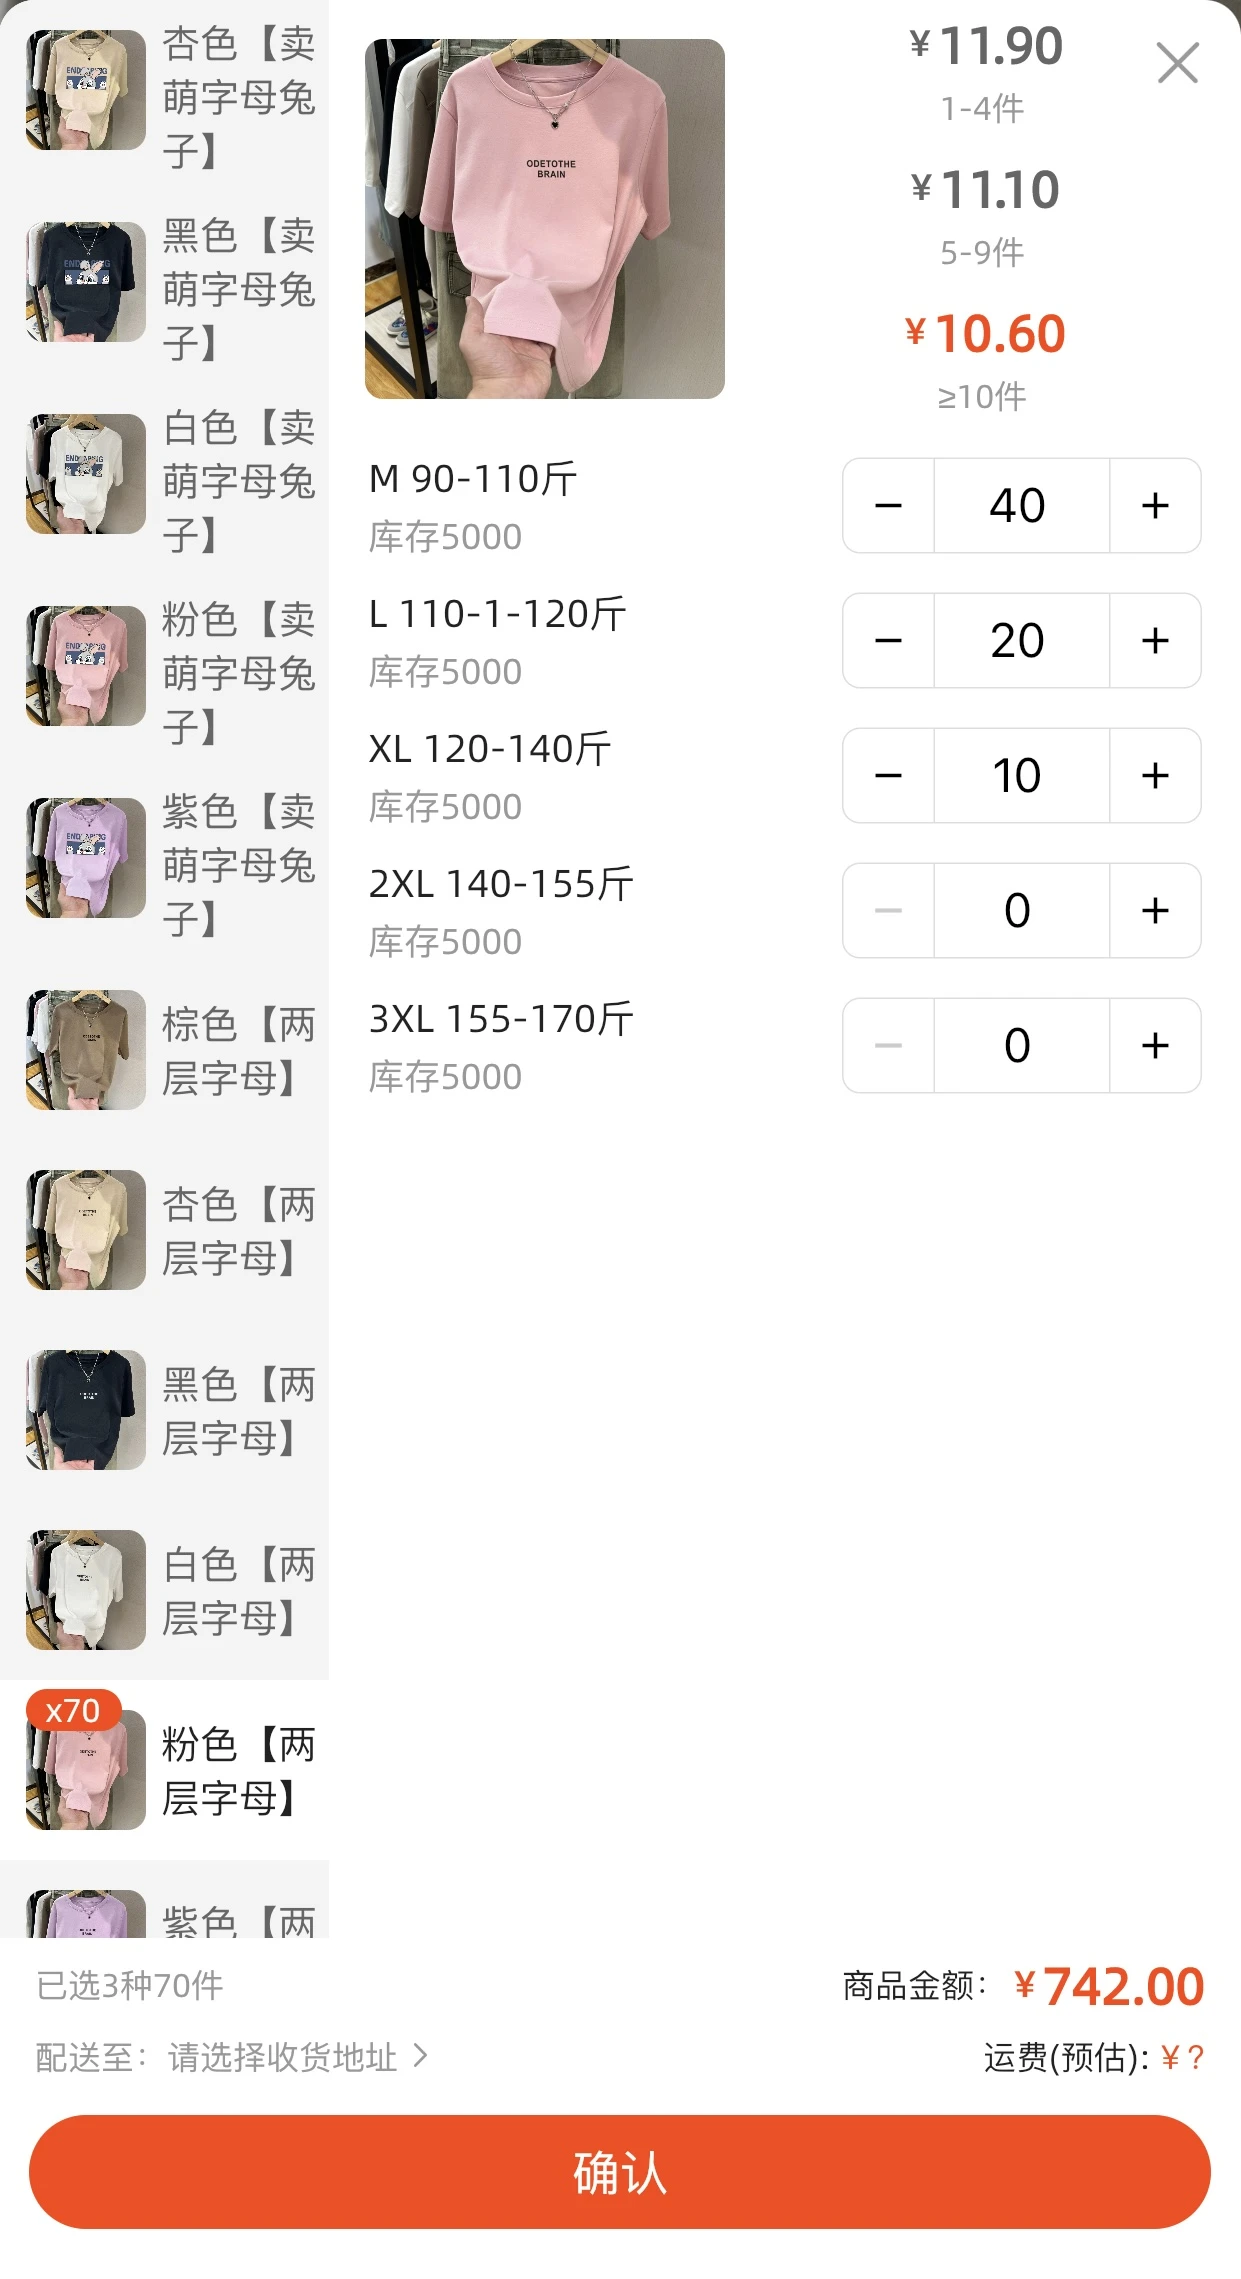 杏色【卖
萌字母兔
子】
黑色【卖
萌字母兔
子】
白色【卖
萌字母兔
子】
粉色【卖
萌字母兔
子】
紫色【卖
萌字母兔
子】
棕色【两
层字母】
杏色【两
层字母】
黑色【两
层字母】
白色【两
层字母】
x70
粉色【两
层字母】
紫色【两
ODETOTHE
BRAIN
¥11.90
1-4件
¥11.10
5-9件
¥10.60
≥10件
M 90-110斤
库存5000
40
L 110-1-120斤
库存5000
20
XL 120-140斤
库存5000
10
2XL 140-155斤
库存5000
0
3XL 155-170斤
库存5000
0
已选3种70件
商品金额：¥742.00
配送至：请选择收货地址
运费(预估): ¥?
确认